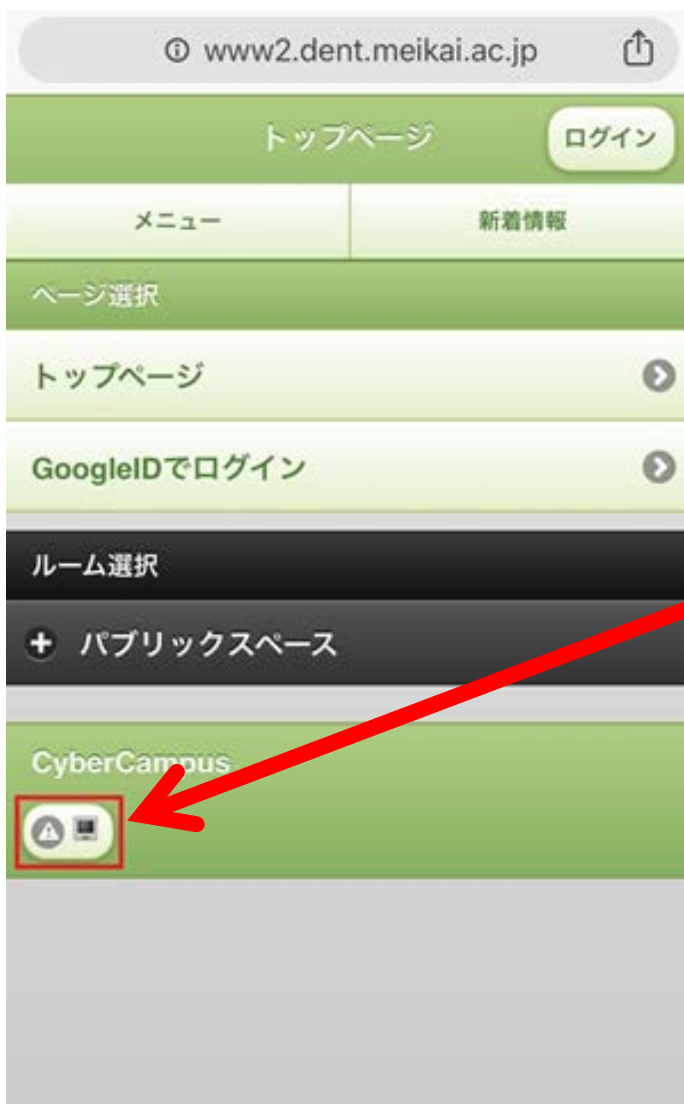 www2.dent.meikai.ac.jp
トップページ
ログイン
メニュー
新着情報
ページ選択
トップページ
GoogleIDでログイン
ルーム選択
パブリックスペース
CyberCampus